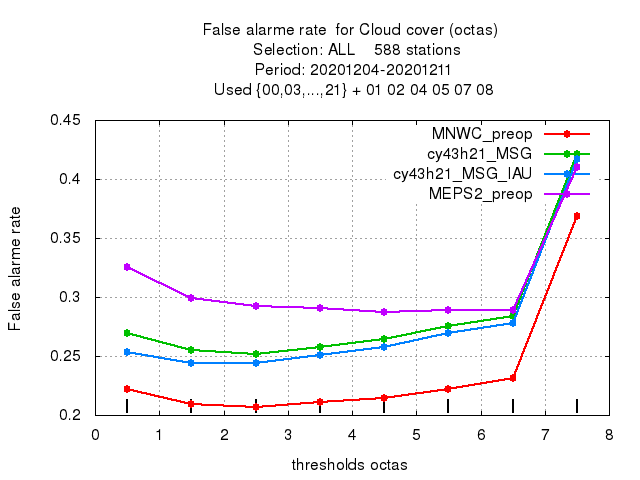 False alarme rate  for Cloud cover (octas)
Selection: ALL    588 stations
Period: 20201204-20201211
Used {00,03,...,21} + 01 02 04 05 07 08
0.45
0.4
0.35
0.3
0.25
0.2
False alarme rate
MNWC_preop
cy43h21_MSG
cy43h21_MSG_IAU
MEPS2_preop
0 1 2 3 4 5 6 7 8
thresholds octas